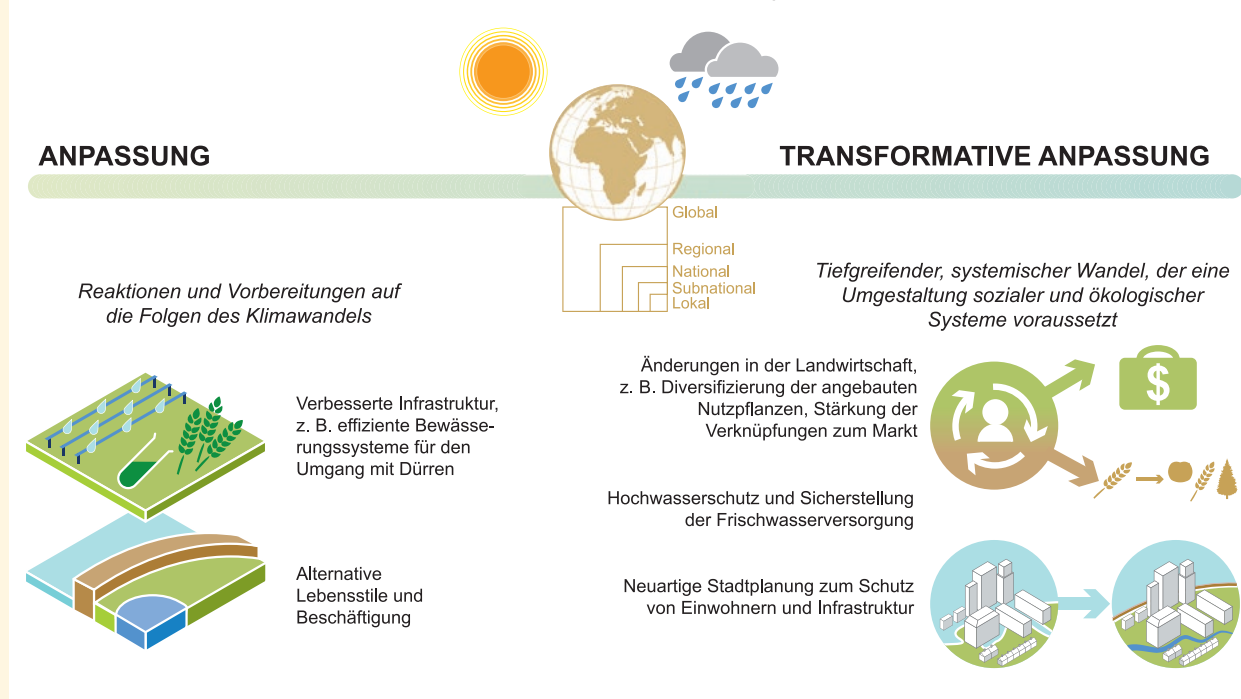 ANPASSUNG
TRANSFORMATIVE ANPASSUNG
Global
Regional
National
Subnational
Lokal
Reaktionen und Vorbereitungen auf
die Folgen des Klimawandels
Tiefgreifender, systemischer Wandel, der eine
Umgestaltung sozialer und ökologischer
Systeme voraussetzt
Verbesserte Infrastruktur,
z. B. effiziente Bewässe-
rungssysteme für den
Umgang mit Dürren
Alternative
Lebensstile und
Beschäftigung
Änderungen in der Landwirtschaft,
z. B. Diversifizierung der angebauten
Nutzpflanzen, Stärkung der
Verknüpfungen zum Markt
$
Hochwasserschutz und Sicherstellung
der Frischwasserversorgung
Neuartige Stadtplanung zum Schutz
von Einwohnern und Infrastruktur